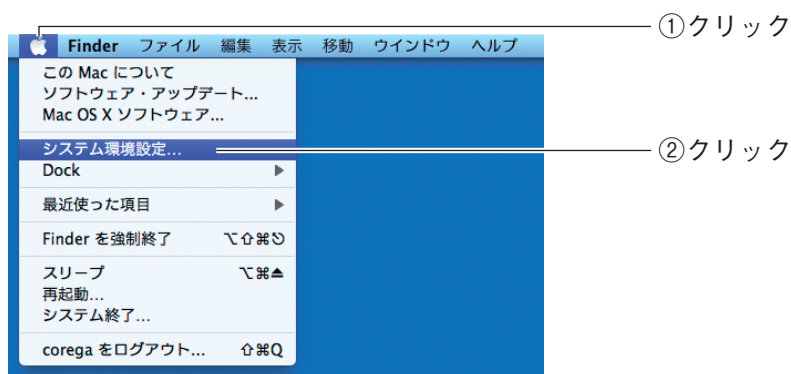 ①クリック
Finder ファイル 編集 表示 移動 ウインドウ ヘルプ
この Mac について
ソフトウェア・アップデート...
Mac OS X ソフトウェア...
システム環境設定...
②クリック
Dock ▶
最近使った項目 ▶
Finder を強制終了 ⌥⇧⌘⎋
スリープ ⌥⌘⏏
再起動...
システム終了...
corega をログアウト... ⇧⌘Q